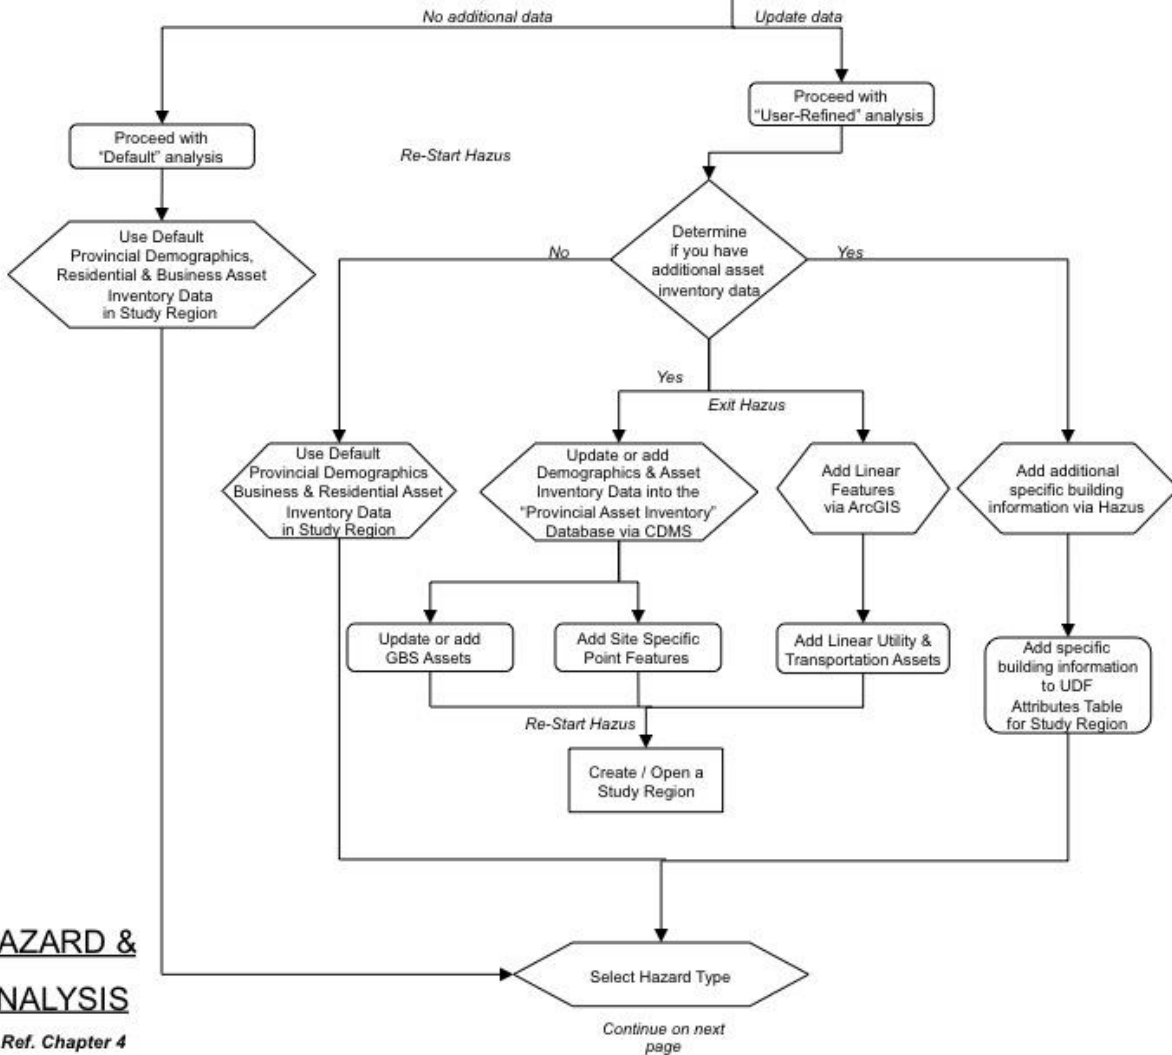 No additional data
Update data
Proceed with
"Default" analysis
Proceed with
"User-Refined" analysis
Re-Start Hazus
Use Default
Provincial Demographics,
Residential & Business Asset
Inventory Data
in Study Region
Determine
if you have
additional asset
inventory data
No
Yes
Yes
Exit Hazus
Use Default
Provincial Demographics
Business & Residential Asset
Inventory Data
in Study Region
Update or add
Demographics & Asset
Inventory Data into the
"Provincial Asset Inventory"
Database via CDMS
Add Linear
Features
via ArcGIS
Add additional
specific building
information via Hazus
Update or add
GBS Assets
Add Site Specific
Point Features
Add Linear Utility &
Transportation Assets
Add specific
building information
to UDF
Attributes Table
for Study Region
Re-Start Hazus
Create / Open a
Study Region
AZARD &
NALYSIS
Ref. Chapter 4
Select Hazard Type
Continue on next
page